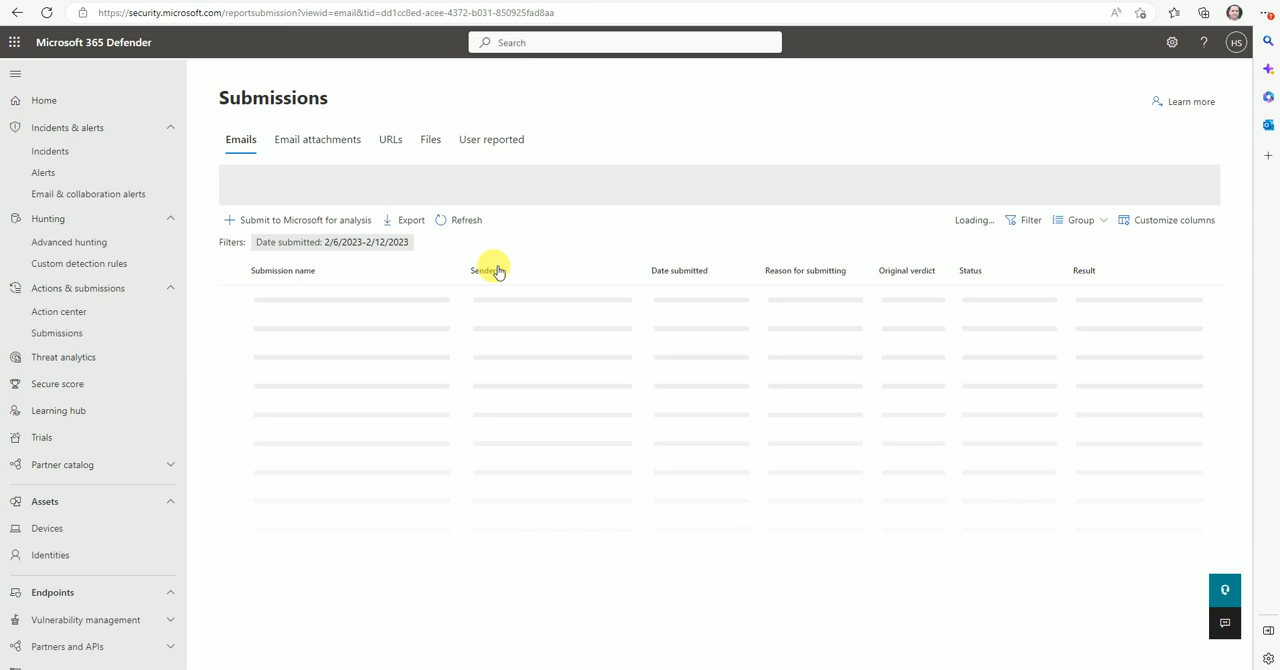 https://security.microsoft.com/reportsubmission?viewid=email&tid=dd1cc8ed-acee-4372-b031-850925fad8aa
Microsoft 365 Defender
Search
HS
Home
Incidents & alerts
Incidents
Alerts
Email & collaboration alerts
Hunting
Advanced hunting
Custom detection rules
Actions & submissions
Action center
Submissions
Threat analytics
Secure score
Learning hub
Trials
Partner catalog
Assets
Devices
Identities
Endpoints
Vulnerability management
Partners and APIs
Submissions
Learn more
Emails Email attachments URLs Files User reported
Submit to Microsoft for analysis Export Refresh Loading... Filter Group Customize columns
Filters: Date submitted: 2/6/2023-2/12/2023
Submission name Sender Date submitted Reason for submitting Original verdict Status Result